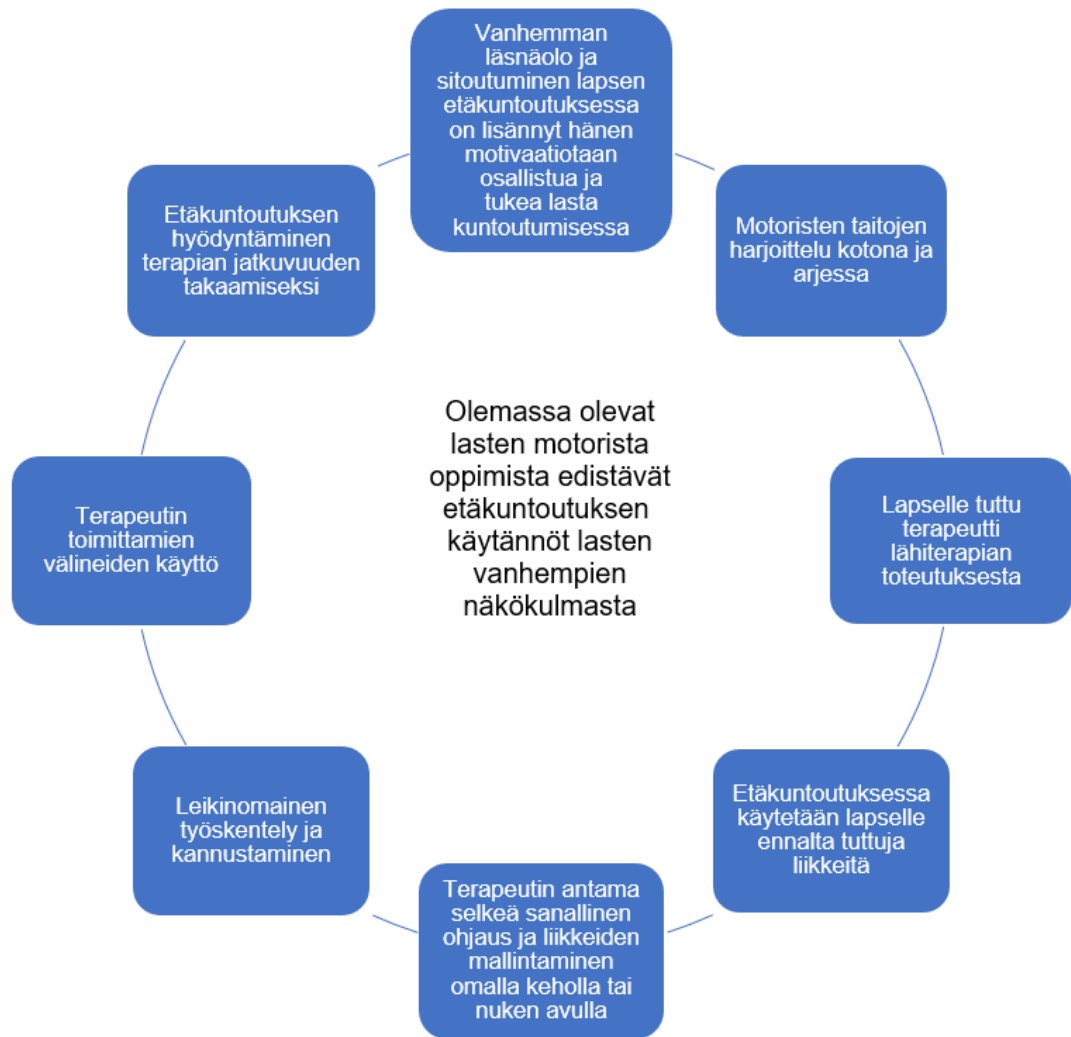 Vanhemman
läsnäolo ja
sitoutuminen lapsen
etäkuntoutuksessa
on lisännyt hänen
motivaatiotaan
osallistua ja
tukea lasta
kuntoutumisessa
Motoristen taitojen
harjoittelu kotona ja
arjessa
Lapselle tuttu
terapeutti
lähiterapian
toteutuksesta
Etäkuntoutuksessa
käytetään lapselle
ennalta tuttuja
liikkeitä
Terapeutin antama
selkeä sanallinen
ohjaus ja liikkeiden
mallintaminen
omalla keholla tai
nuken avulla
Leikinomainen
työskentely ja
kannustaminen
Terapeutin
toimittamien
välineiden käyttö
Etäkuntoutuksen
hyödyntäminen
terapian jatkuvuuden
takaamiseksi
Olemassa olevat
lasten motorista
oppimista edistävät
etäkuntoutuksen
käytännöt lasten
vanhempien
näkökulmasta